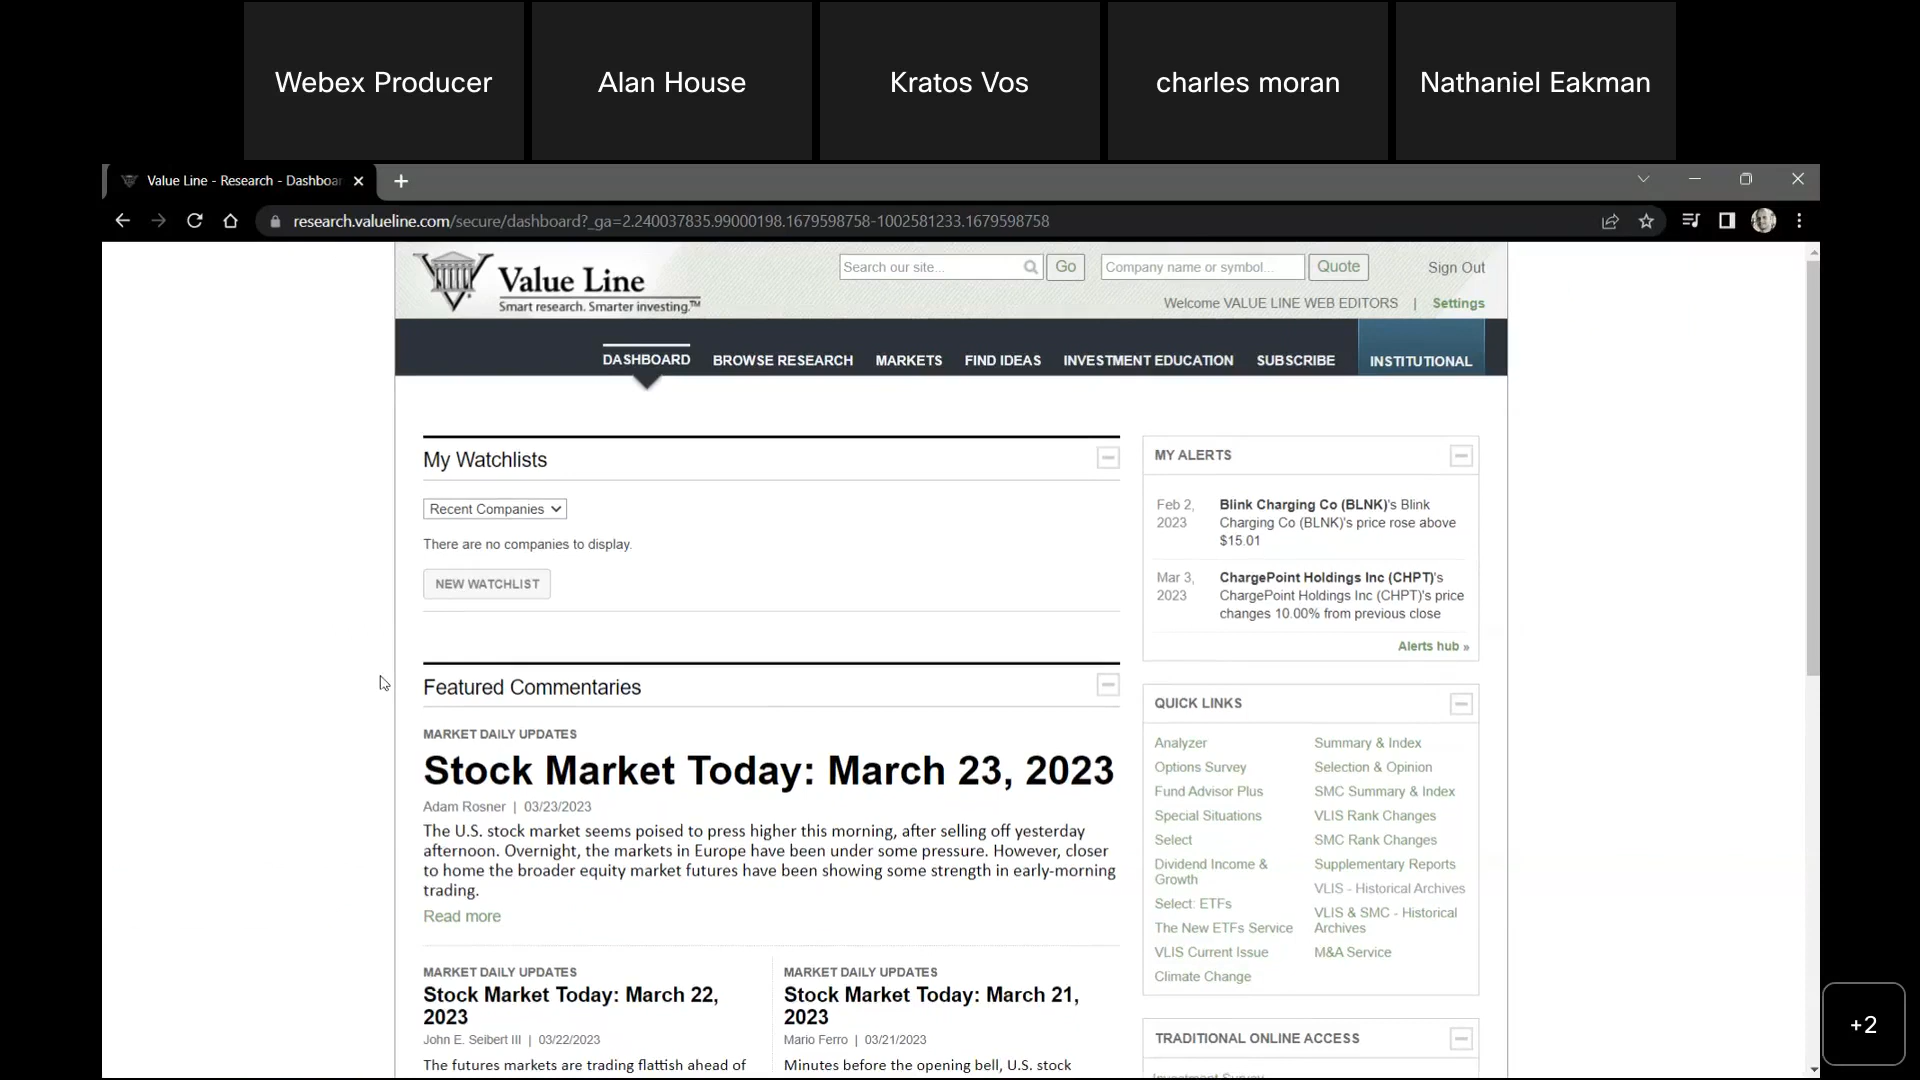 Webex Producer
Alan House
Kratos Vos
charles moran
Nathaniel Eakman
Value Line - Research - Dashboar
research.valueline.com/secure/dashboard?_ga=2.240037835.99000198.1679598758-1002581233.1679598758
Value Line
Smart research. Smarter investing.™
Search our site...
Go
Company name or symbol...
Quote
Sign Out
Welcome VALUE LINE WEB EDITORS | Settings
DASHBOARD
BROWSE RESEARCH
MARKETS
FIND IDEAS
INVESTMENT EDUCATION
SUBSCRIBE
INSTITUTIONAL
My Watchlists
Recent Companies
There are no companies to display.
NEW WATCHLIST
Featured Commentaries
MARKET DAILY UPDATES
Stock Market Today: March 23, 2023
Adam Rosner | 03/23/2023
The U.S. stock market seems poised to press higher this morning, after selling off yesterday
afternoon. Overnight, the markets in Europe have been under some pressure. However, closer
to home the broader equity market futures have been showing some strength in early-morning
trading.
Read more
MARKET DAILY UPDATES
Stock Market Today: March 22,
2023
John E. Seibert III | 03/22/2023
The futures markets are trading flattish ahead of
MARKET DAILY UPDATES
Stock Market Today: March 21,
2023
Mario Ferro | 03/21/2023
Minutes before the opening bell, U.S. stock
MY ALERTS
Feb 2,
2023
Blink Charging Co (BLNK)'s Blink
Charging Co (BLNK)'s price rose above
$15.01
Mar 3,
2023
ChargePoint Holdings Inc (CHPT)'s
ChargePoint Holdings Inc (CHPT)'s price
changes 10.00% from previous close
Alerts hub »
QUICK LINKS
Analyzer
Options Survey
Fund Advisor Plus
Special Situations
Select
Dividend Income &
Growth
Select: ETFs
The New ETFs Service
VLIS Current Issue
Climate Change
Summary & Index
Selection & Opinion
SMC Summary & Index
VLIS Rank Changes
SMC Rank Changes
Supplementary Reports
VLIS - Historical Archives
VLIS & SMC - Historical
Archives
M&A Service
TRADITIONAL ONLINE ACCESS
+2